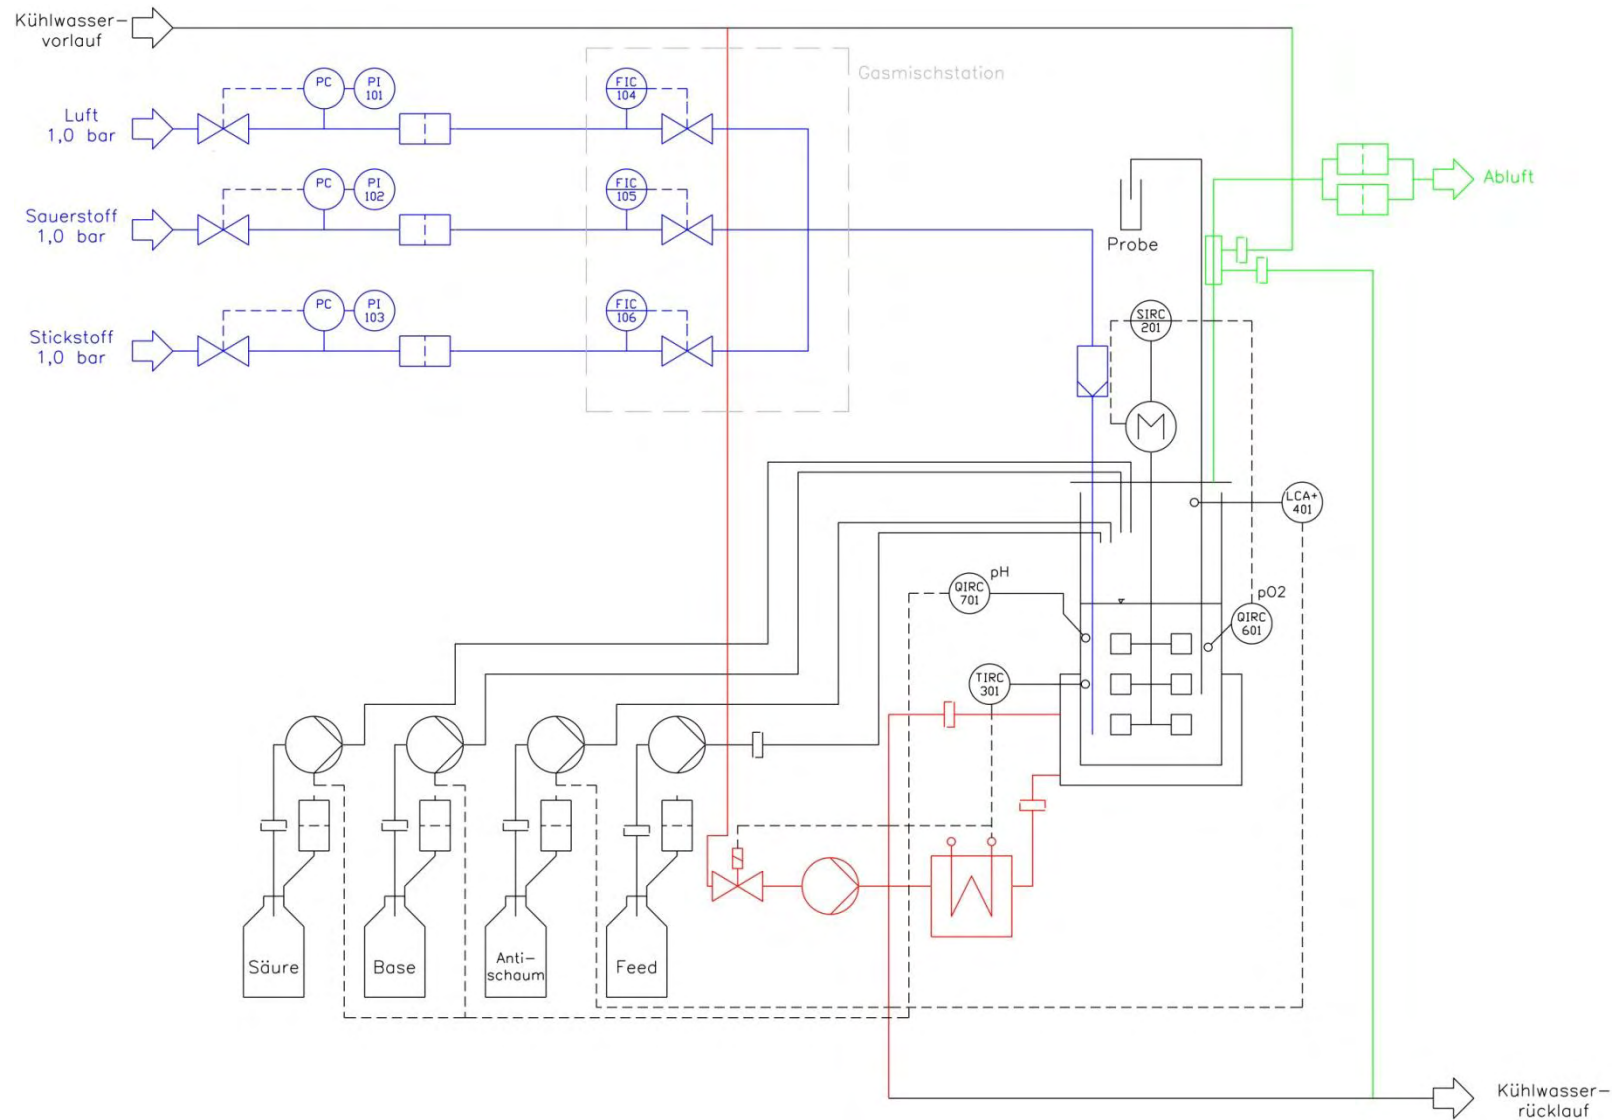 Kühlwasser-
vorlauf
Gasmischstation
PC
PI
101
FIC
104
Luft
1,0 bar
Abluft
PC
PI
102
FIC
105
Sauerstoff
1,0 bar
Probe
PC
PI
103
FIC
106
SIRC
201
Stickstoff
1,0 bar
M
LCA+
401
pH
QIRC
701
pO2
QIRC
601
TIRC
301
Säure
Base
Anti-
schaum
Feed
Kühlwasser-
rücklauf